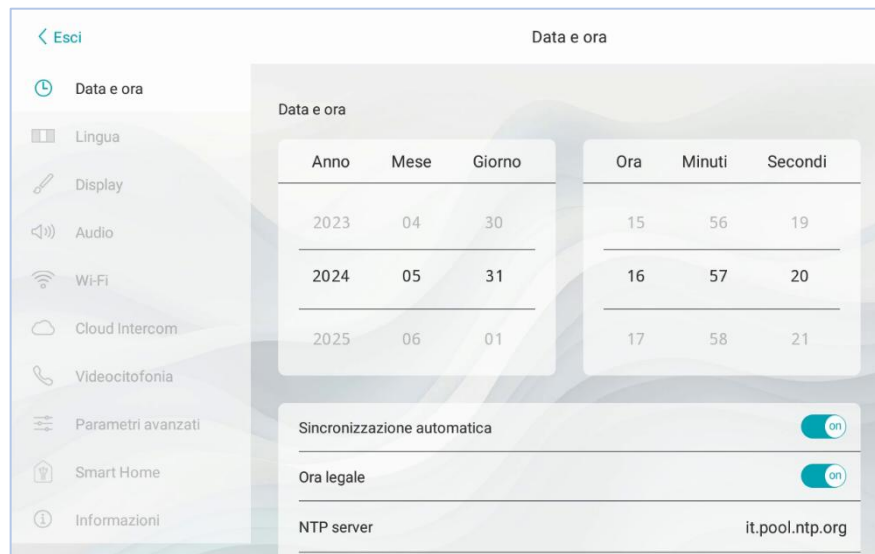 Esci
Data e ora
Data e ora
Lingua
Display
Audio
Wi-Fi
Cloud Intercom
Videocitofonia
Parametri avanzati
Smart Home
Informazioni
Data e ora
Anno Mese Giorno
2023 04 30
2024 05 31
2025 06 01
Ora Minuti Secondi
15 56 19
16 57 20
17 58 21
Sincronizzazione automatica on
Ora legale on
NTP server it.pool.ntp.org